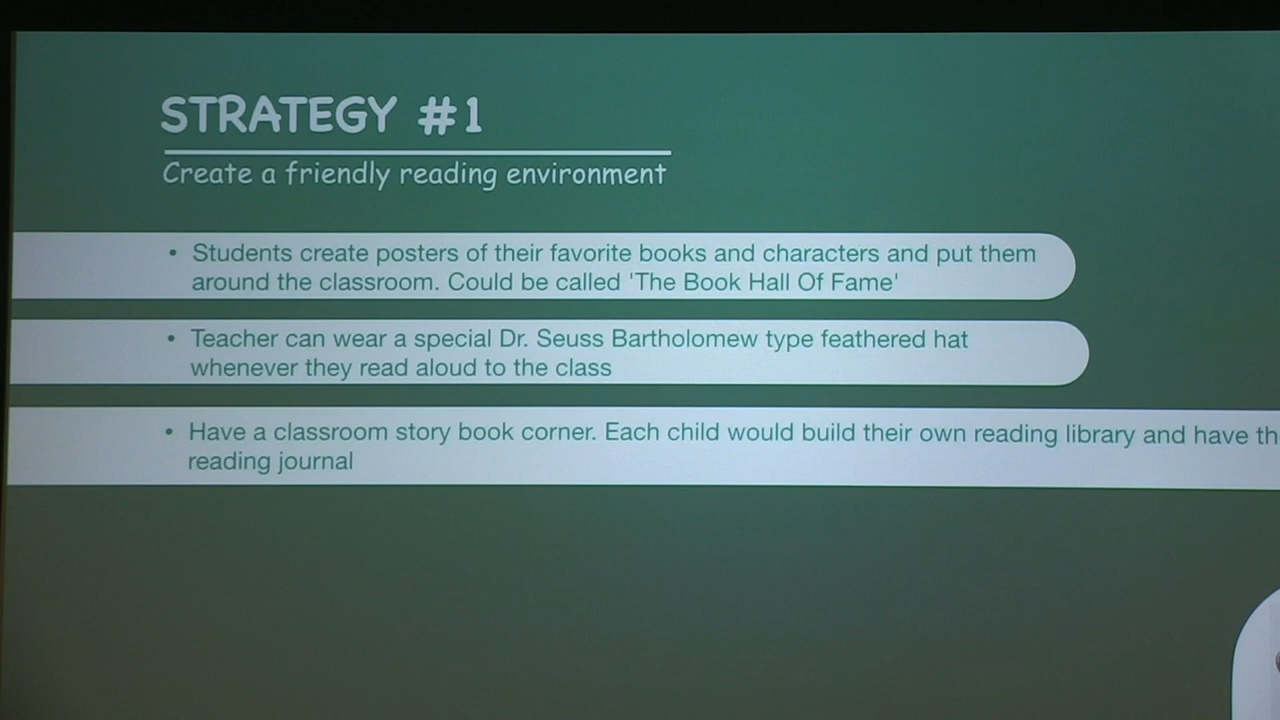 STRATEGY #1
Create a friendly reading environment
• Students create posters of their favorite books and characters and put them
around the classroom. Could be called 'The Book Hall Of Fame'
• Teacher can wear a special Dr. Seuss Bartholomew type feathered hat
whenever they read aloud to the class
• Have a classroom story book corner. Each child would build their own reading library and have
reading journal